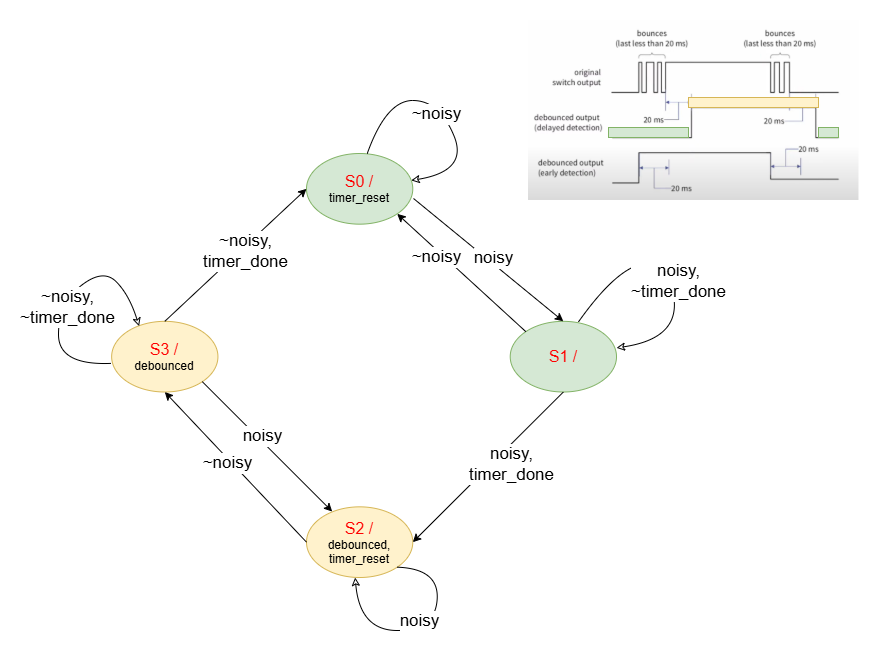 bounces
(last less than 20 ms)
bounces
(last less than 20 ms)
original
switch output
20 ms
20 ms
debounced output
(delayed detection)
debounced output
(early detection)
20 ms
20 ms
~noisy
S0 /
timer_reset
~noisy,
timer_done
~noisy
noisy
noisy,
~timer_done
~noisy,
~timer_done
S3 /
debounced
S1 /
noisy
~noisy
noisy,
timer_done
S2 /
debounced,
timer_reset
noisy